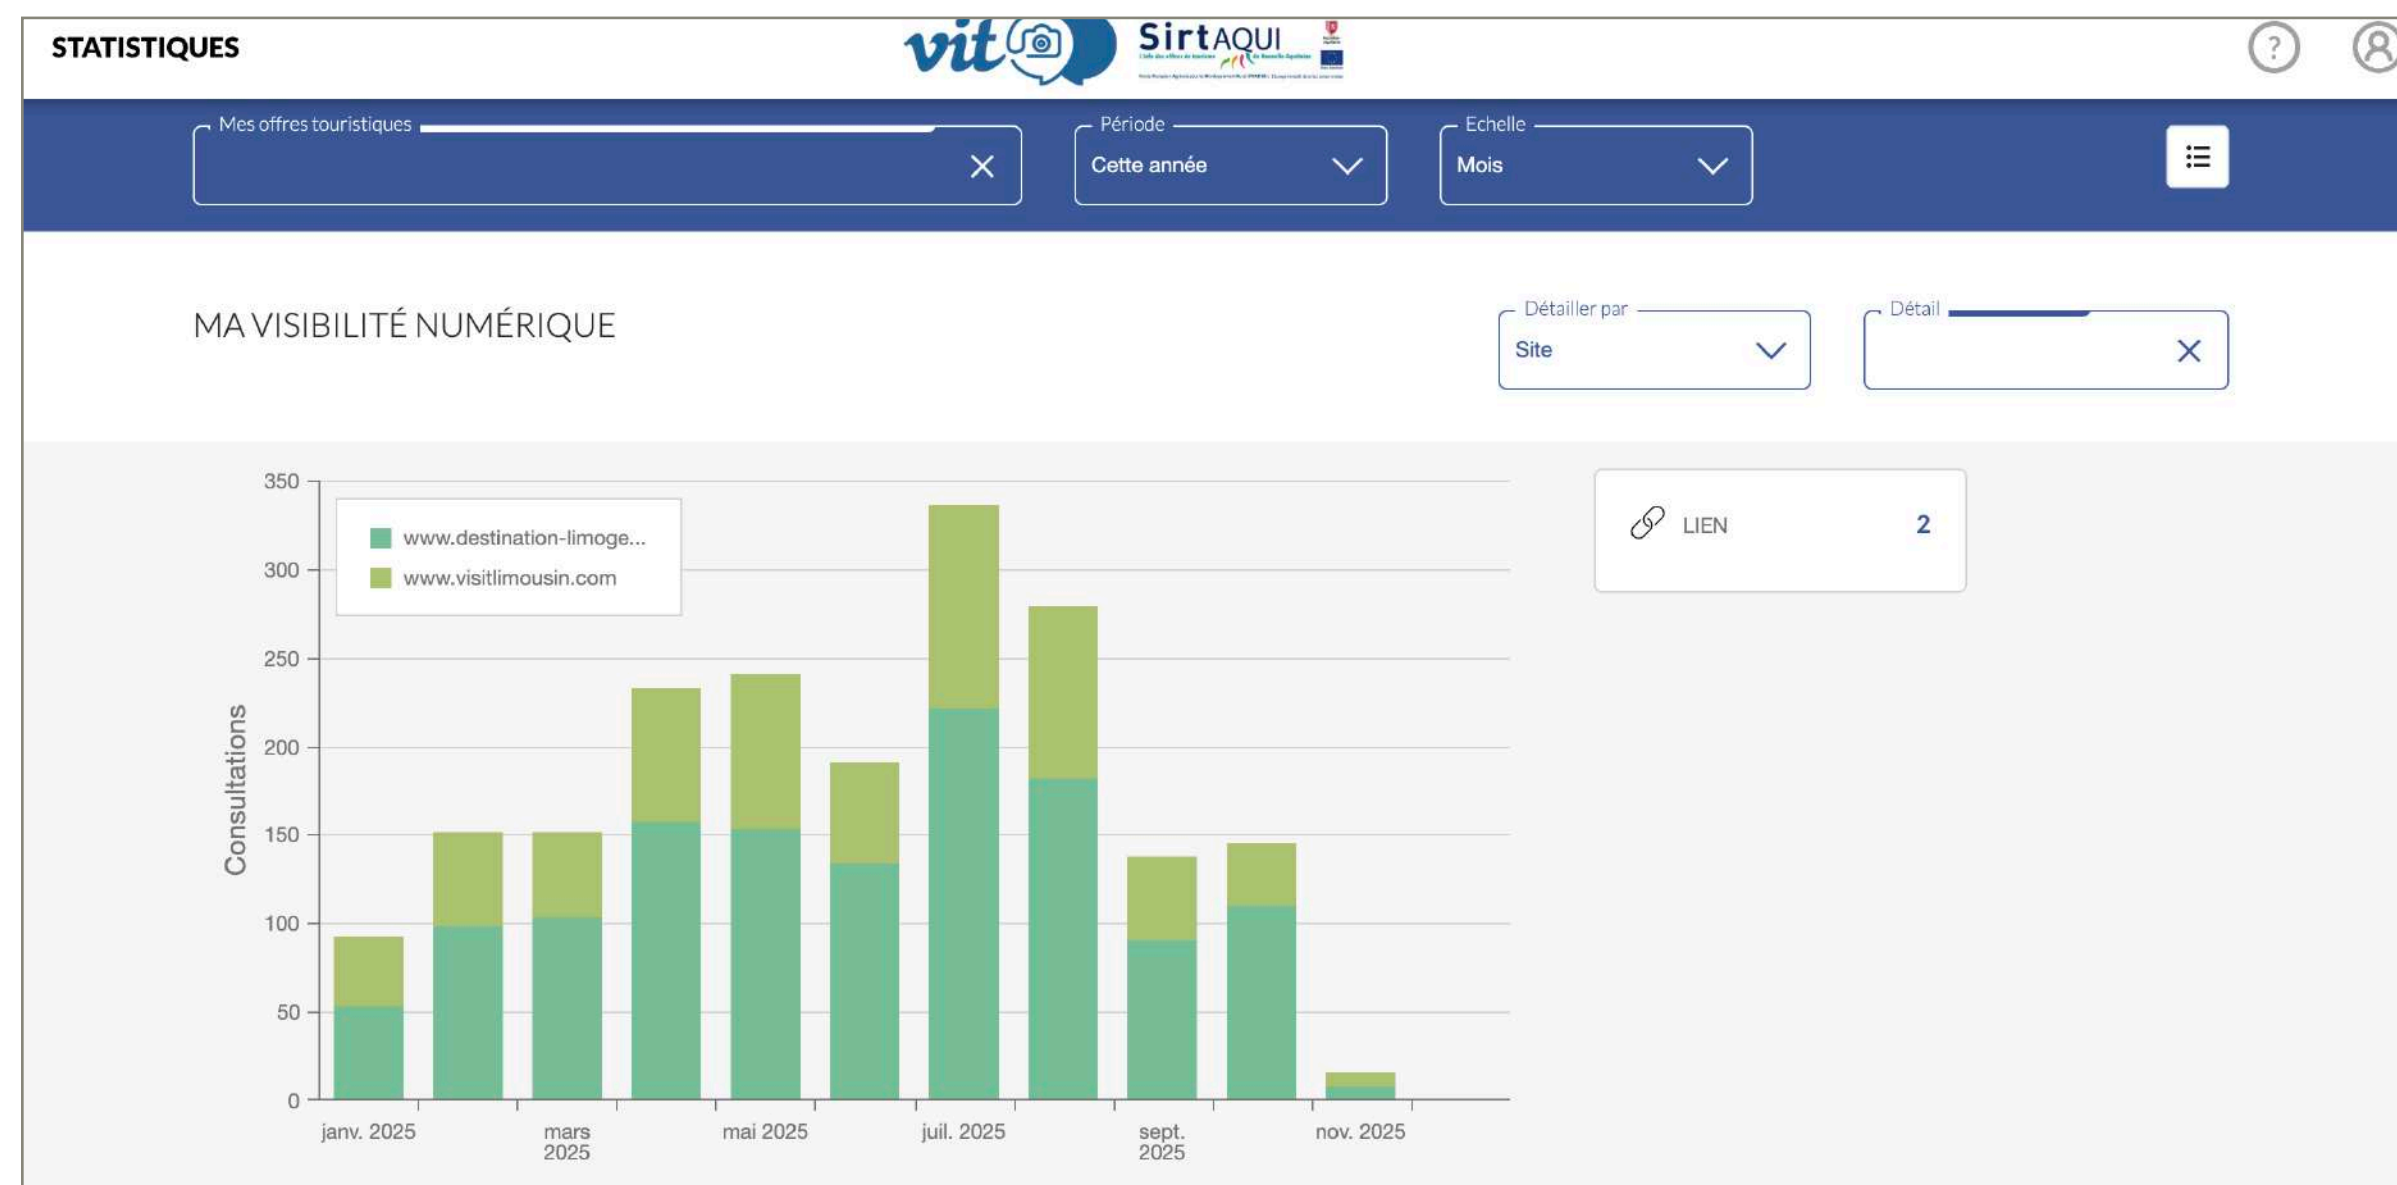 STATISTIQUES
vit
SirtAQUI
?
Mes offres touristiques
Cette année
Période
Echelle
Mois
MA VISIBILITÉ NUMÉRIQUE
Détailler par
Site
Détail
350
300
250
200
150
100
50
0
Consultations
www.destination-limoge...
www.visitlimousin.com
LIEN 2
janv. 2025
mars
2025
mai 2025
juil. 2025
sept.
2025
nov. 2025